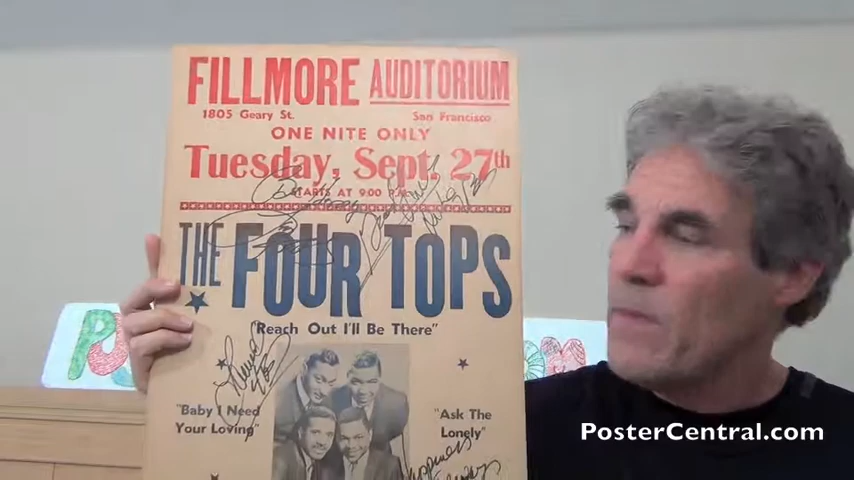 FILLMORE AUDITORIUM
1805 Geary St. San Francisco
ONE NITE ONLY
Tuesday, Sept. 27th
STARTS AT 9:00 P.M.
THE FOUR TOPS
"Reach Out I'll Be There"
"Baby I Need
Your Loving"
"Ask The
Lonely"
Happiness
PosterCentral.com